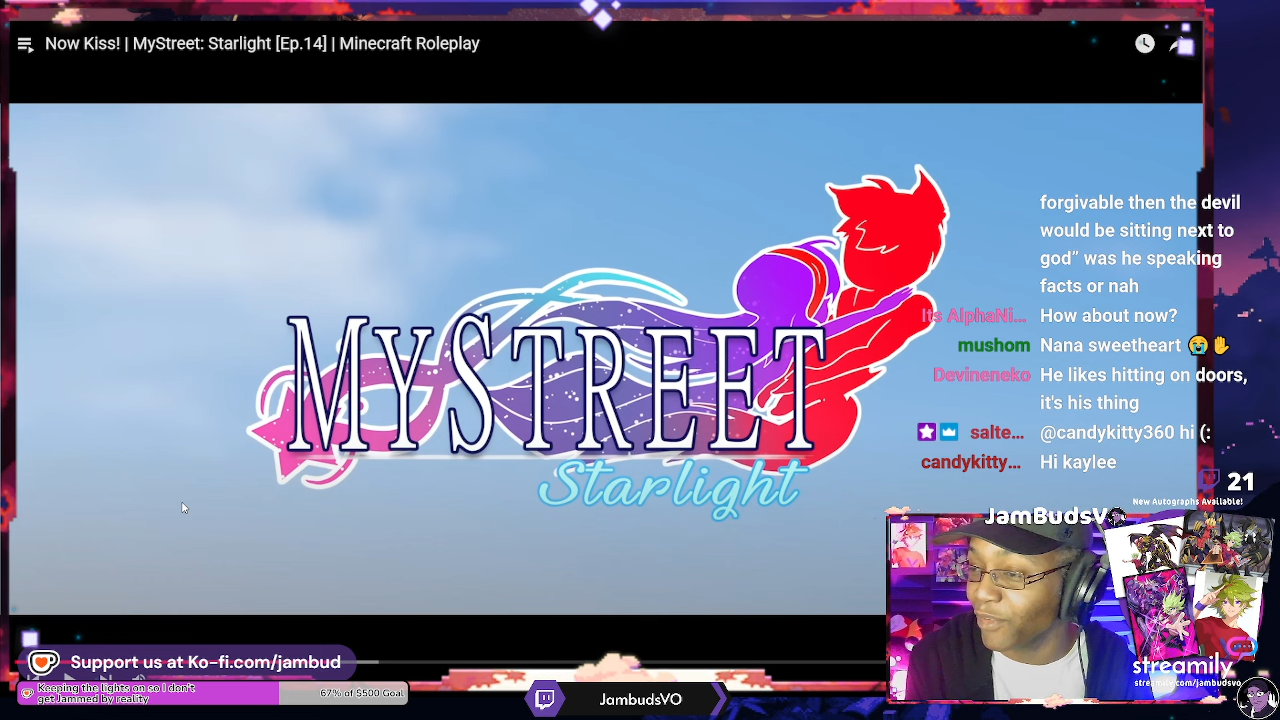 Now Kiss! | MyStreet: Starlight [Ep.14] | Minecraft Roleplay
MYSTREET
Starlight
forgivable then the devil
would be sitting next to
god” was he speaking
facts or nah
Its AlphaNi... How about now?
mushom Nana sweetheart 😭✋
Devineneko He likes hitting on doors,
it's his thing
salte... @candykitty360 hi (:
candykitty... Hi kaylee
21
New Autographs Available!
JamBudsVO
streamily
streamily.com/jambudsvo
Support us at Ko-fi.com/jambud
Keeping the lights on so I don't
get Jammed by reality
67% of $500 Goal
JambudsVO